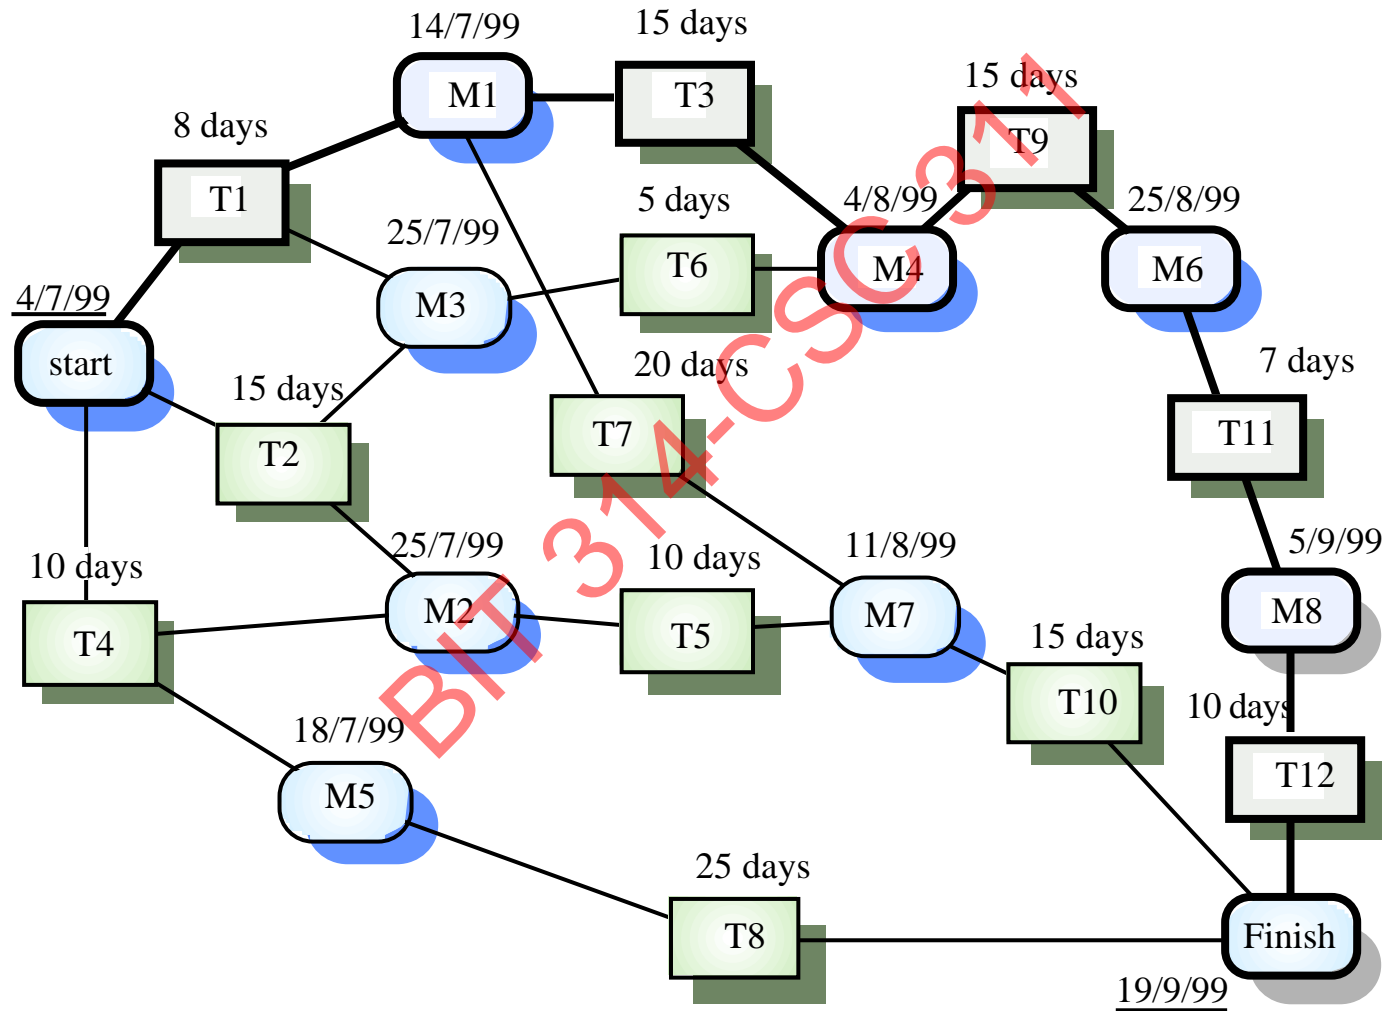 14/7/99
15 days
15 days
M1
T3
T9
8 days
T1
5 days
4/8/99
25/8/99
25/7/99
T6
M4
M6
M3
4/7/99
start
20 days
7 days
15 days
T7
T11
T2
25/7/99
10 days
11/8/99
5/9/99
10 days
M2
M7
M8
T4
T5
15 days
18/7/99
T10
10 days
M5
T12
25 days
T8
Finish
19/9/99
BIT 314-CSC 311